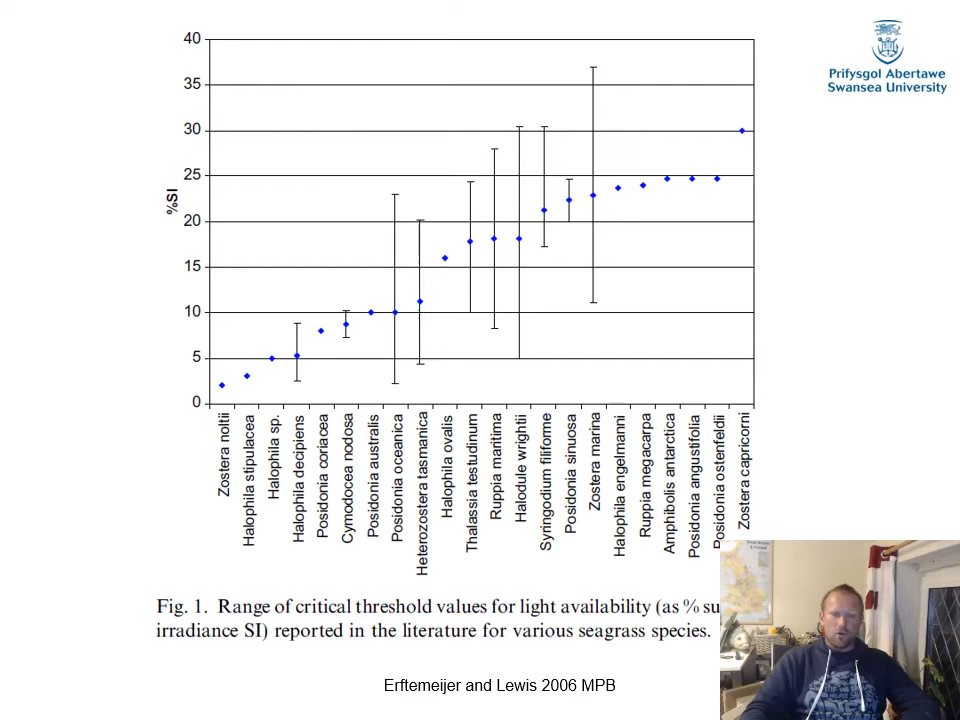 Prifysgol Abertawe
Swansea University
40
35
30
25
20
15
10
5
0
%SI
Zostera noltii
Halophila stipulacea
Halophila sp.
Halophila decipiens
Posidonia coriacea
Cymodocea nodosa
Posidonia australis
Posidonia oceanica
Heterozostera tasmanica
Halophila ovalis
Thalassia testudinum
Ruppia maritima
Halodule wrightii
Syringodium filiforme
Posidonia sinuosa
Zostera marina
Halophila engelmanni
Ruppia megacarpa
Amphibolis antarctica
Posidonia angustifolia
Posidonia ostenfeldii
Zostera capricorni
Fig. 1. Range of critical threshold values for light availability (as % su
irradiance SI) reported in the literature for various seagrass species.
Erftemeijer and Lewis 2006 MPB